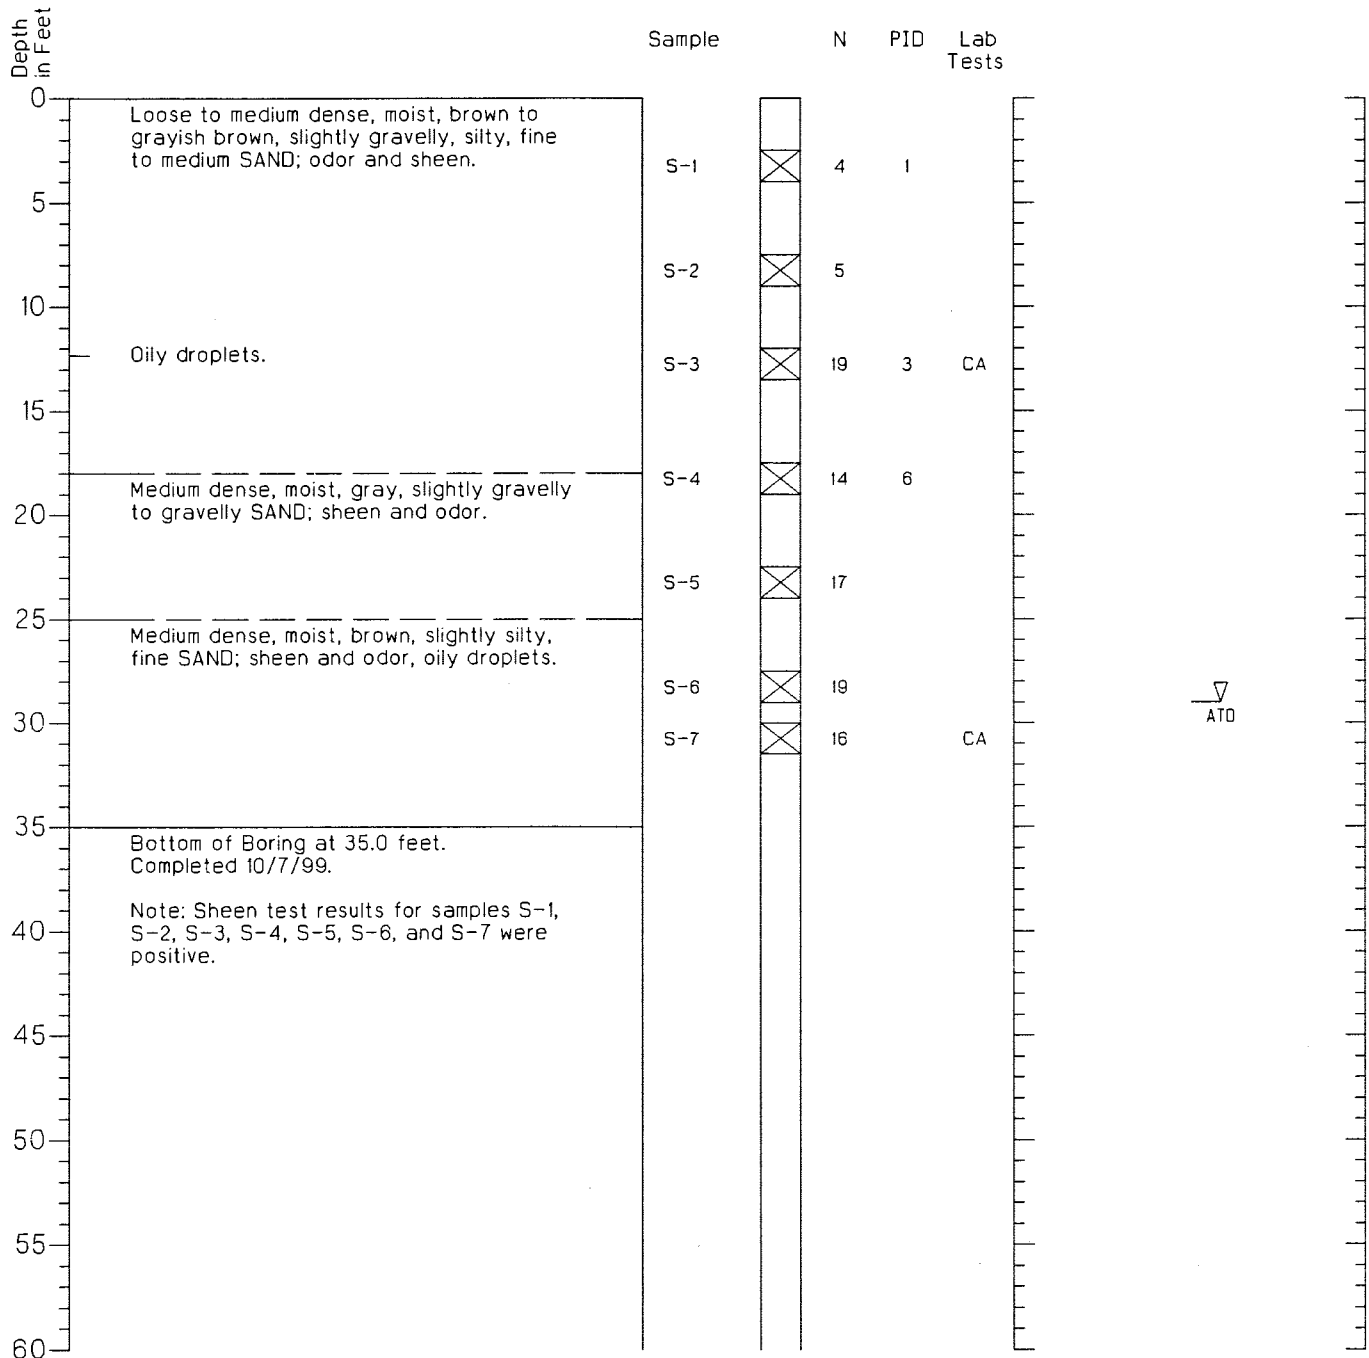 Depth
in Feet
Sample N PID Lab
Tests
0
Loose to medium dense, moist, brown to
grayish brown, slightly gravelly, silty, fine
to medium SAND; odor and sheen.
S-1 4 1
5
S-2 5
10
Oily droplets.
S-3 19 3 CA
15
S-4 14 6
Medium dense, moist, gray, slightly gravelly
to gravelly SAND; sheen and odor.
20
S-5 17
25
Medium dense, moist, brown, slightly silty,
fine SAND; sheen and odor, oily droplets.
S-6 19
ATD
30
S-7 16 CA
35
Bottom of Boring at 35.0 feet.
Completed 10/7/99.
Note: Sheen test results for samples S-1,
S-2, S-3, S-4, S-5, S-6, and S-7 were
positive.
40
45
50
55
60